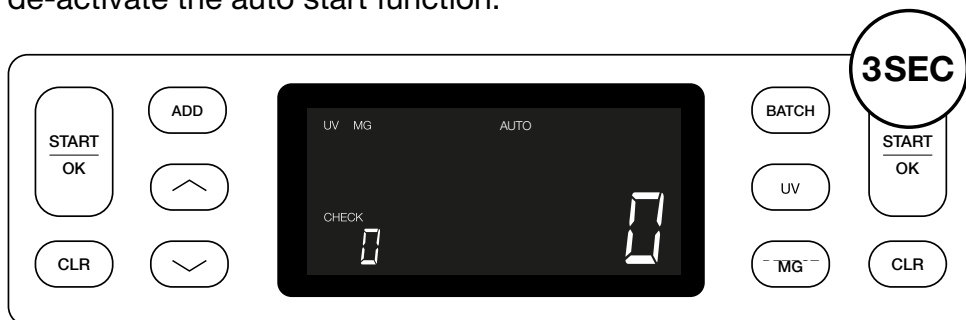 de-activate the auto start function.
3SEC
ADD
BATCH
START
OK
UV MG
AUTO
START
OK
UV
CHECK
0
0
CLR
MG
CLR